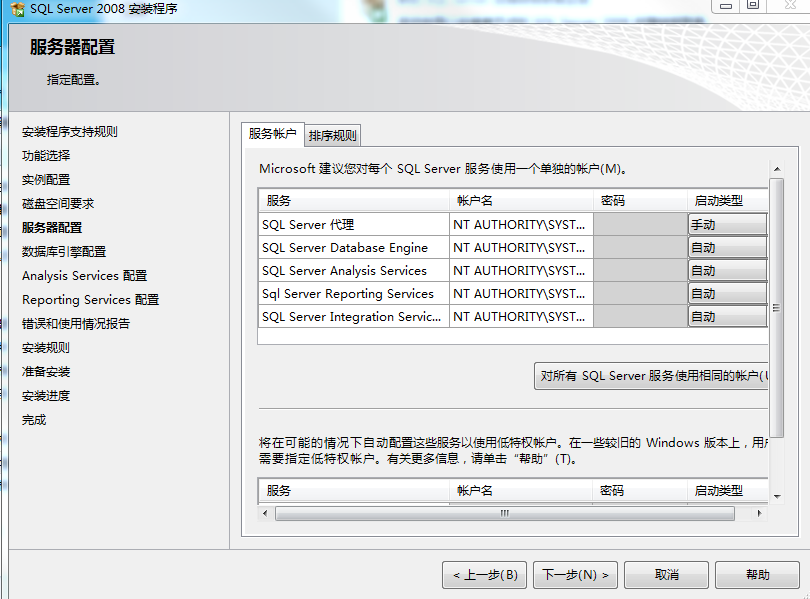 SQL Server 2008 安装程序
服务器配置
指定配置。
安装程序支持规则
功能选择
实例配置
磁盘空间要求
服务器配置
数据库引擎配置
Analysis Services 配置
Reporting Services 配置
错误和使用情况报告
安装规则
准备安装
安装进度
完成
服务帐户 排序规则
Microsoft 建议您对每个 SQL Server 服务使用一个单独的帐户(M)。
服务 帐户名 密码 启动类型
SQL Server 代理 NT AUTHORITY\SYST... 手动
SQL Server Database Engine NT AUTHORITY\SYST... 自动
SQL Server Analysis Services NT AUTHORITY\SYST... 自动
Sql Server Reporting Services NT AUTHORITY\SYST... 自动
SQL Server Integration Servic... NT AUTHORITY\SYST... 自动
对所有 SQL Server 服务使用相同的帐户(U
将在可能的情况下自动配置这些服务以使用低特权帐户。在一些较旧的 Windows 版本上，用户
需要指定低特权帐户。有关更多信息，请单击“帮助”(T)。
服务 帐户名 密码 启动类型
< 上一步(B) 下一步(N) > 取消 帮助